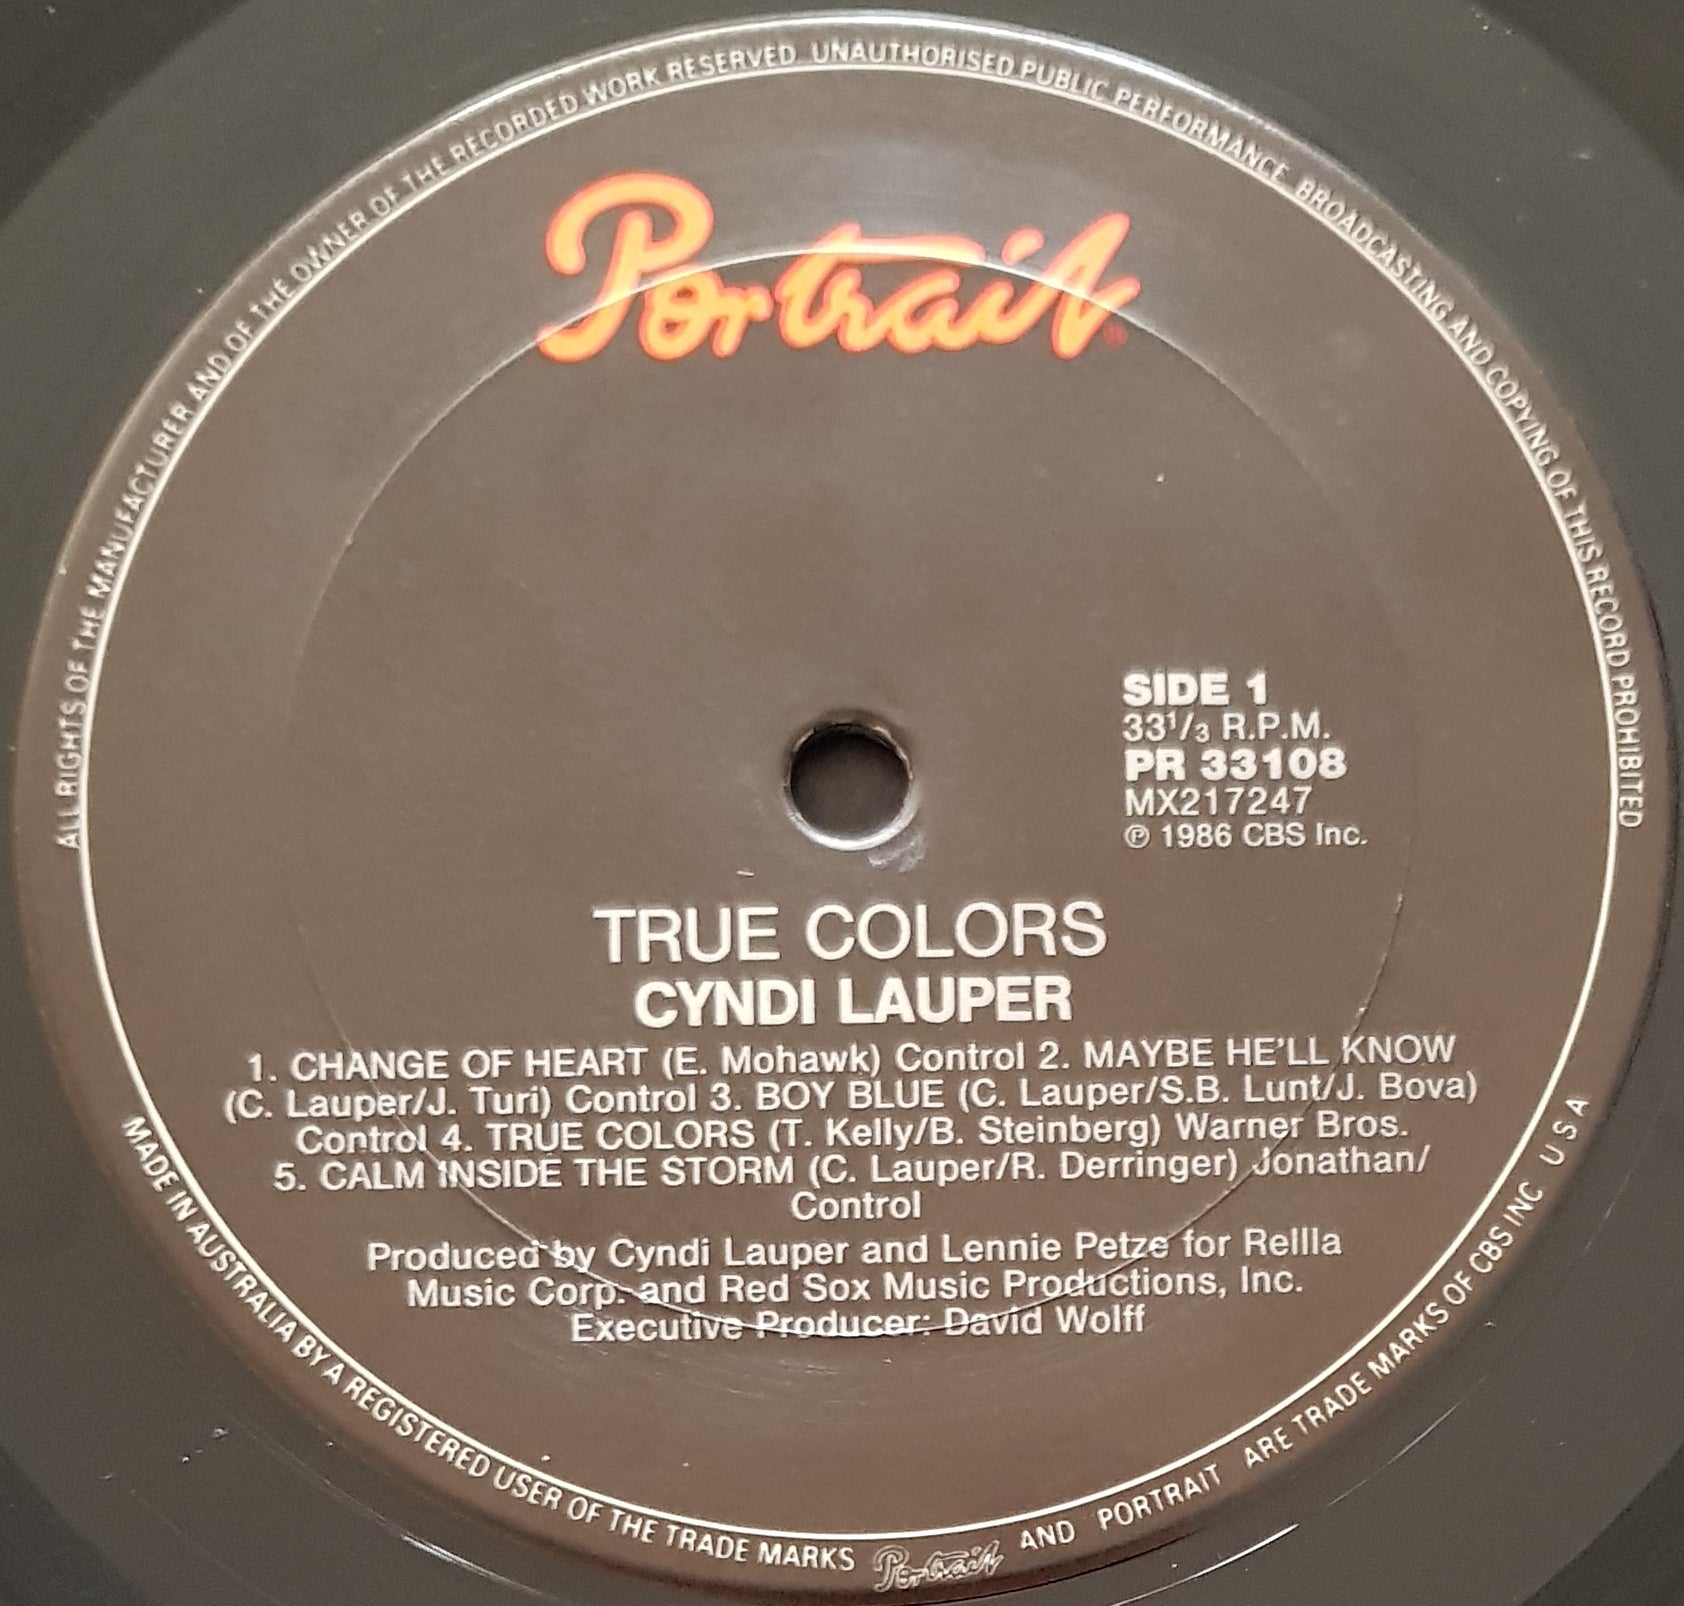 ALL RIGHTS OF THE MANUFACTURER AND OF THE OWNER OF THE RECORDED WORK RESERVED UNAUTHORISED PUBLIC PERFORMANCE BROADCASTING AND COPYING OF THIS RECORD PROHIBITED
Portrait
SIDE 1
33 1/3 R.P.M.
PR 33108
MX217247
℗ 1986 CBS Inc.
TRUE COLORS
CYNDI LAUPER
1. CHANGE OF HEART (E. Mohawk) Control 2. MAYBE HE'LL KNOW
(C. Lauper/J. Turi) Control 3. BOY BLUE (C. Lauper/S.B. Lunt/J. Bova)
Control 4. TRUE COLORS (T. Kelly/B. Steinberg) Warner Bros.
5. CALM INSIDE THE STORM (C. Lauper/R. Derringer) Jonathan/
Control
Produced by Cyndi Lauper and Lennie Petze for Rellla
Music Corp. and Red Sox Music Productions, Inc.
Executive Producer: David Wolff
MADE IN AUSTRALIA BY A REGISTERED USER OF THE TRADE MARKS Portrait AND PORTRAIT ARE TRADE MARKS OF CBS INC U S A